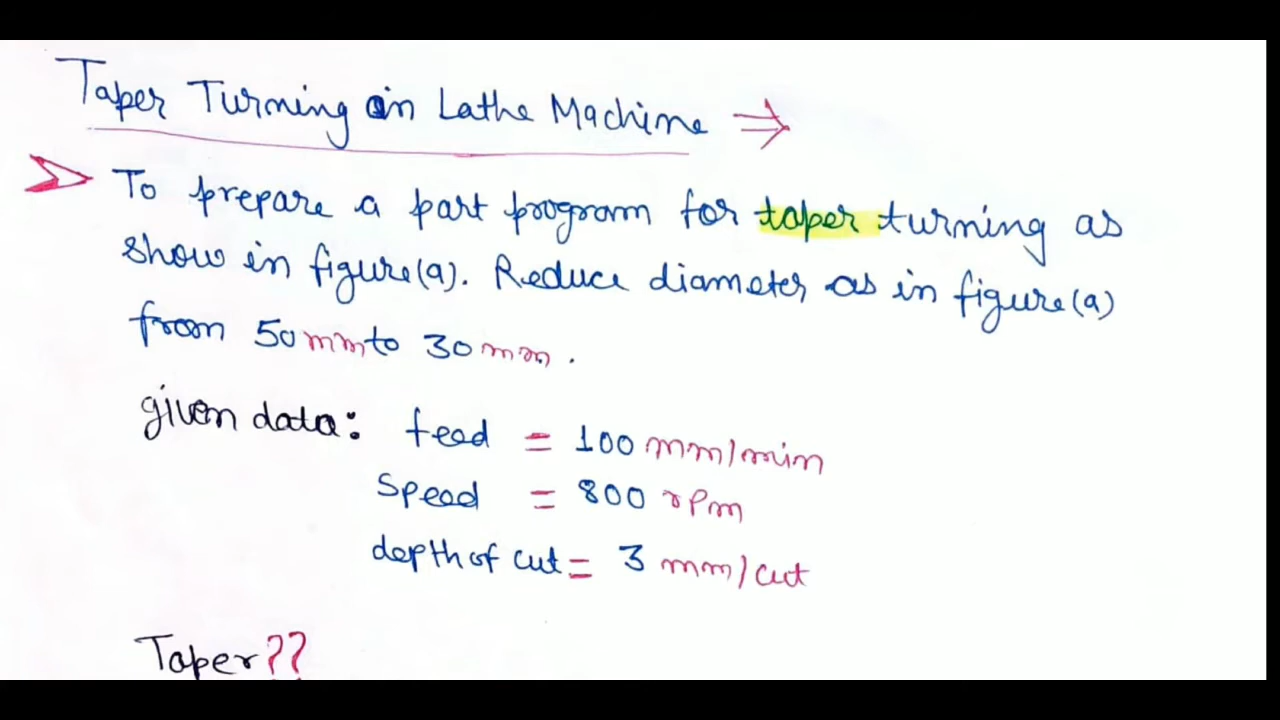 Taper Turning on Lathe Machine ⇒
To prepare a part program for taper turning as
show in figure(a). Reduce diameter as in figure(a)
from 50mm to 30mm.
given data: feed = 100 mm/min
Speed = 800 rpm
depth of cut = 3 mm/cut
Taper??